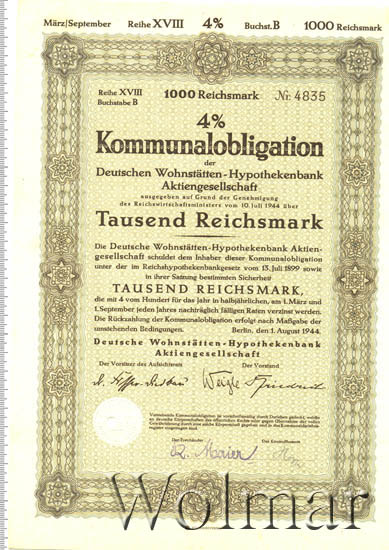 März/September Reihe XVIII 4% Buchst. B 1000 Reichsmark
Reihe XVIII 1000 Reichsmark Nr. 4835
Buchstabe B
4%
Kommunalobligation
der
Deutschen Wohnstätten-Hypothekenbank
Aktiengesellschaft
ausgegeben auf Grund der Genehmigung
des Reichswirtschaftsministers vom 10. Juli 1944 über
Tausend Reichsmark
Die Deutsche Wohnstätten-Hypothekenbank Aktien-
gesellschaft schuldet dem Inhaber dieser Kommunalobligation
unter der im Reichshypothekenbankgesetz vom 13. Juli 1899 sowie
in ihrer Satzung bestimmten Sicherheit
TAUSEND REICHSMARK,
die mit 4 vom Hundert für das Jahr in halbjährlichen, am 1. März und
1. September jeden Jahres nachträglich fälligen Raten verzinst werden.
Die Rückzahlung der Kommunalobligation erfolgt nach Maßgabe der
umstehenden Bedingungen. Berlin, den 1. August 1944.
Deutsche Wohnstätten-Hypothekenbank
Aktiengesellschaft
Der Vorsitzer des Aufsichtsrats Der Vorstand
Der Treuhänder
R. Maier
Wolmar